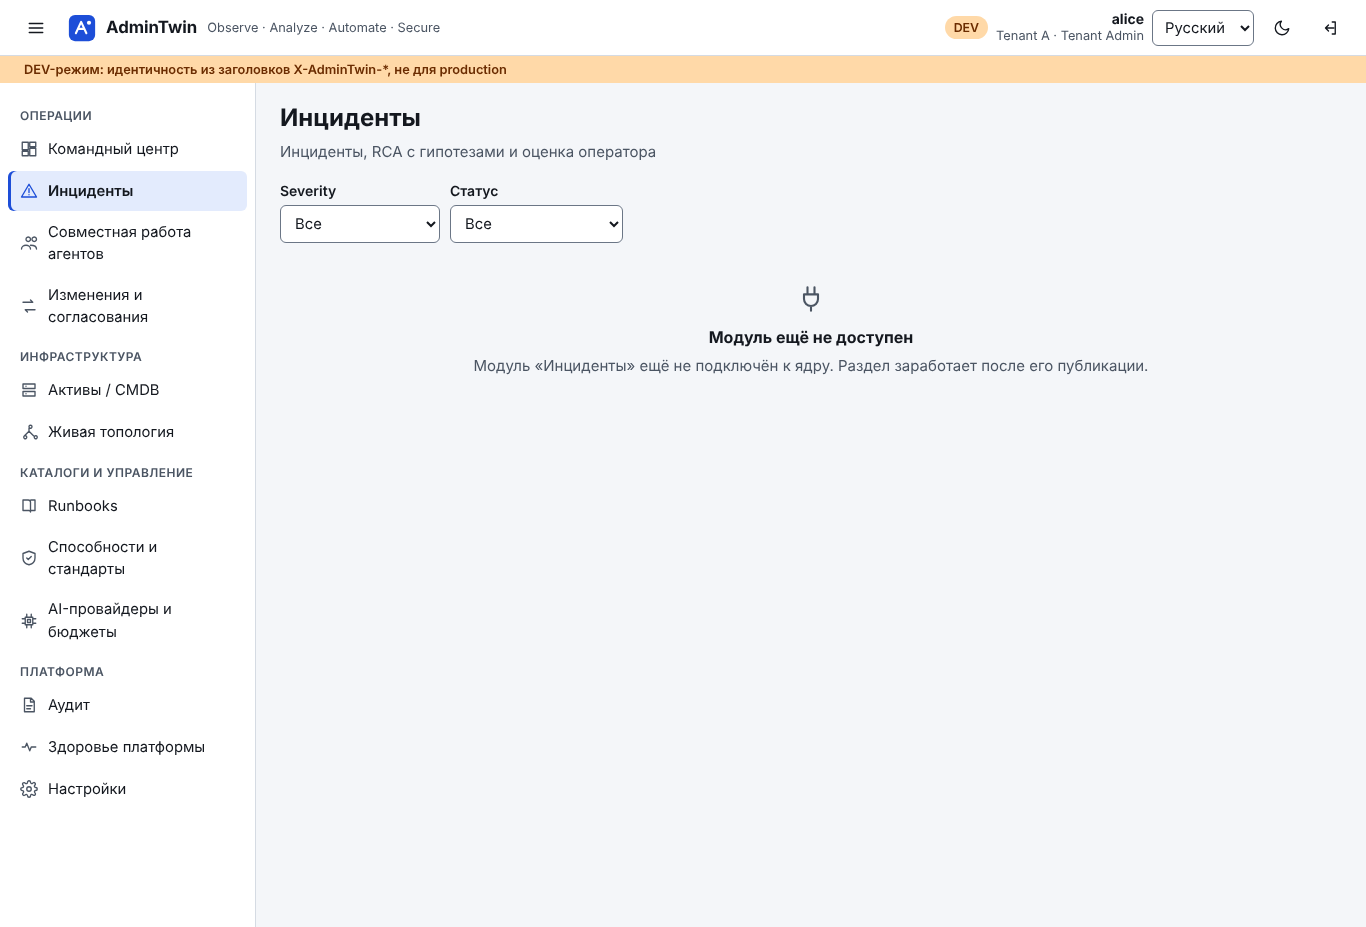 AdminTwin
Observe · Analyze · Automate · Secure
DEV
alice
Tenant A · Tenant Admin
Русский
DEV-режим: идентичность из заголовков X-AdminTwin-*, не для production
ОПЕРАЦИИ
Командный центр
Инциденты
Совместная работа
агентов
Изменения и
согласования
ИНФРАСТРУКТУРА
Активы / CMDB
Живая топология
КАТАЛОГИ И УПРАВЛЕНИЕ
Runbooks
Способности и
стандарты
AI-провайдеры и
бюджеты
ПЛАТФОРМА
Аудит
Здоровье платформы
Настройки
Инциденты
Инциденты, RCA с гипотезами и оценка оператора
Severity
Статус
Все
Все
Модуль ещё не доступен
Модуль «Инциденты» ещё не подключён к ядру. Раздел заработает после его публикации.